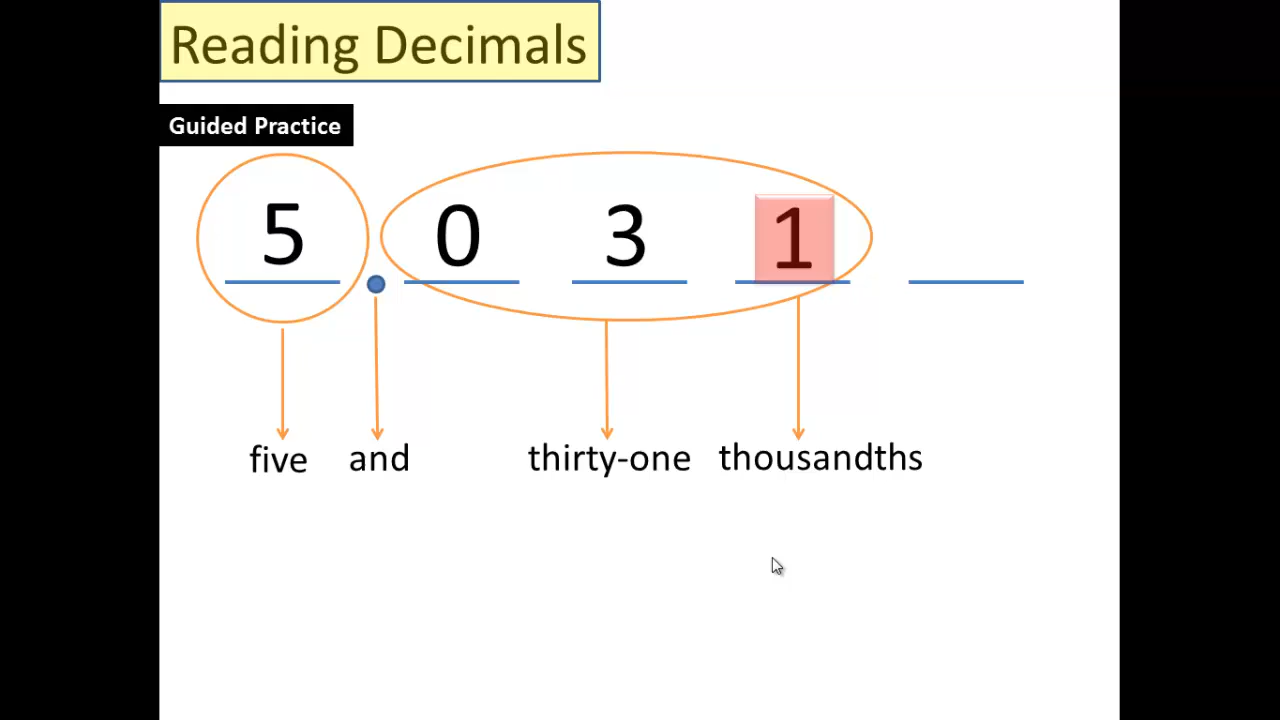 Reading Decimals
Guided Practice
5 . 0 3 1
five and thirty-one thousandths